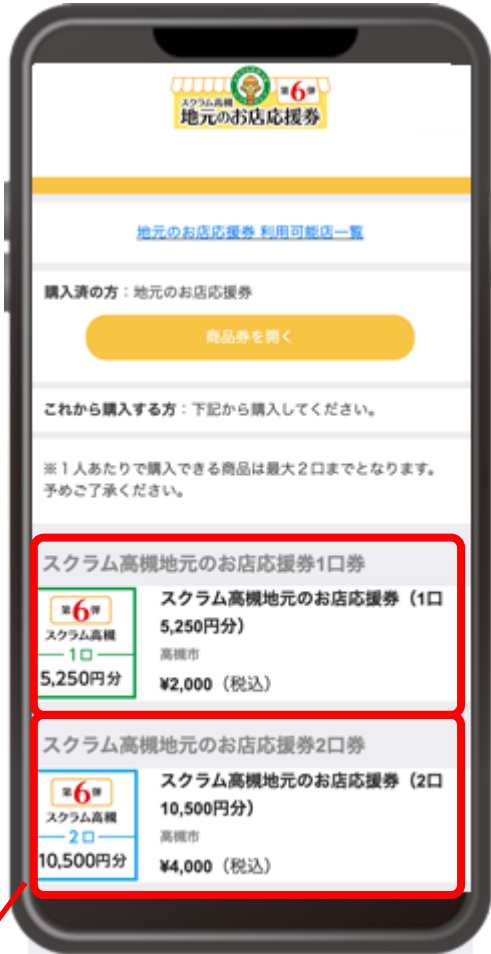 スクラム高槻
第6弾
地元のお店応援券
地元のお店応援券 利用可能店一覧
購入済の方：地元のお店応援券
商品券を開く
これから購入する方：下記から購入してください。
※１人あたりで購入できる商品は最大２口までとなります。
予めご了承ください。
スクラム高槻地元のお店応援券1口券
第6弾
スクラム高槻
1口
5,250円分
スクラム高槻地元のお店応援券（1口
5,250円分）
高槻市
¥2,000（税込）
スクラム高槻地元のお店応援券2口券
第6弾
スクラム高槻
2口
10,500円分
スクラム高槻地元のお店応援券（2口
10,500円分）
高槻市
¥4,000（税込）